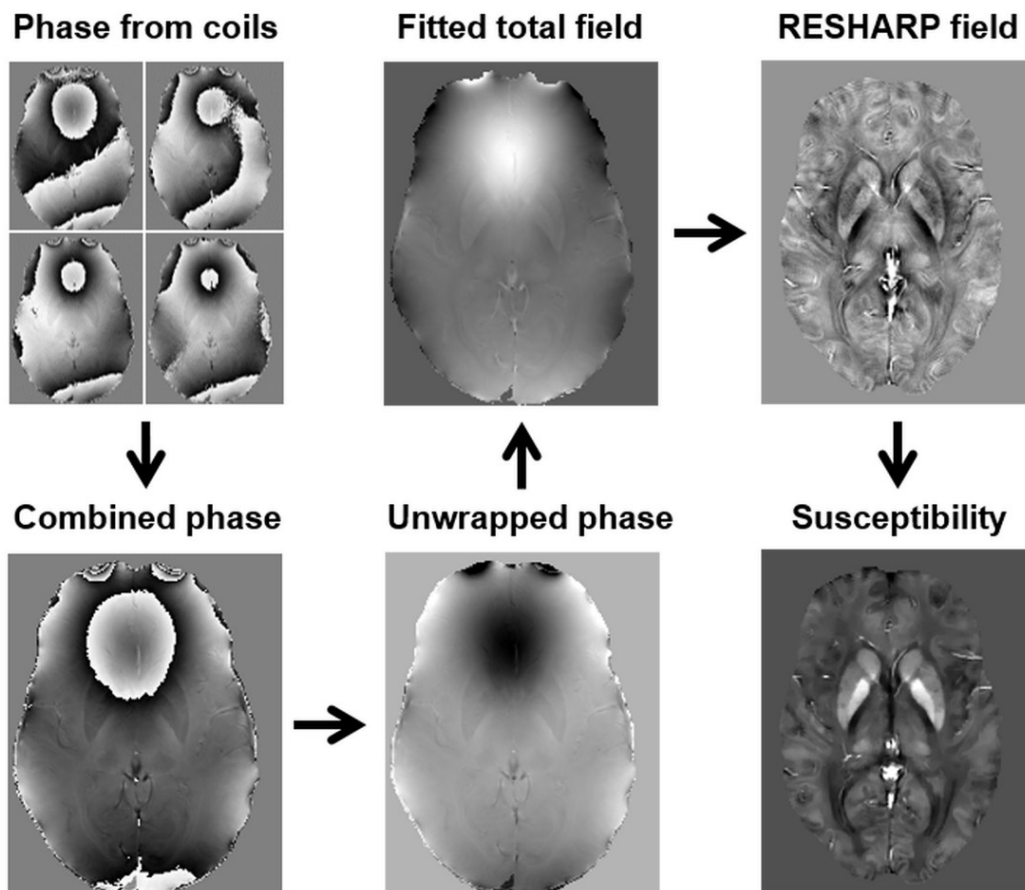 Phase from coils
Fitted total field
RESHARP field
Combined phase
Unwrapped phase
Susceptibility